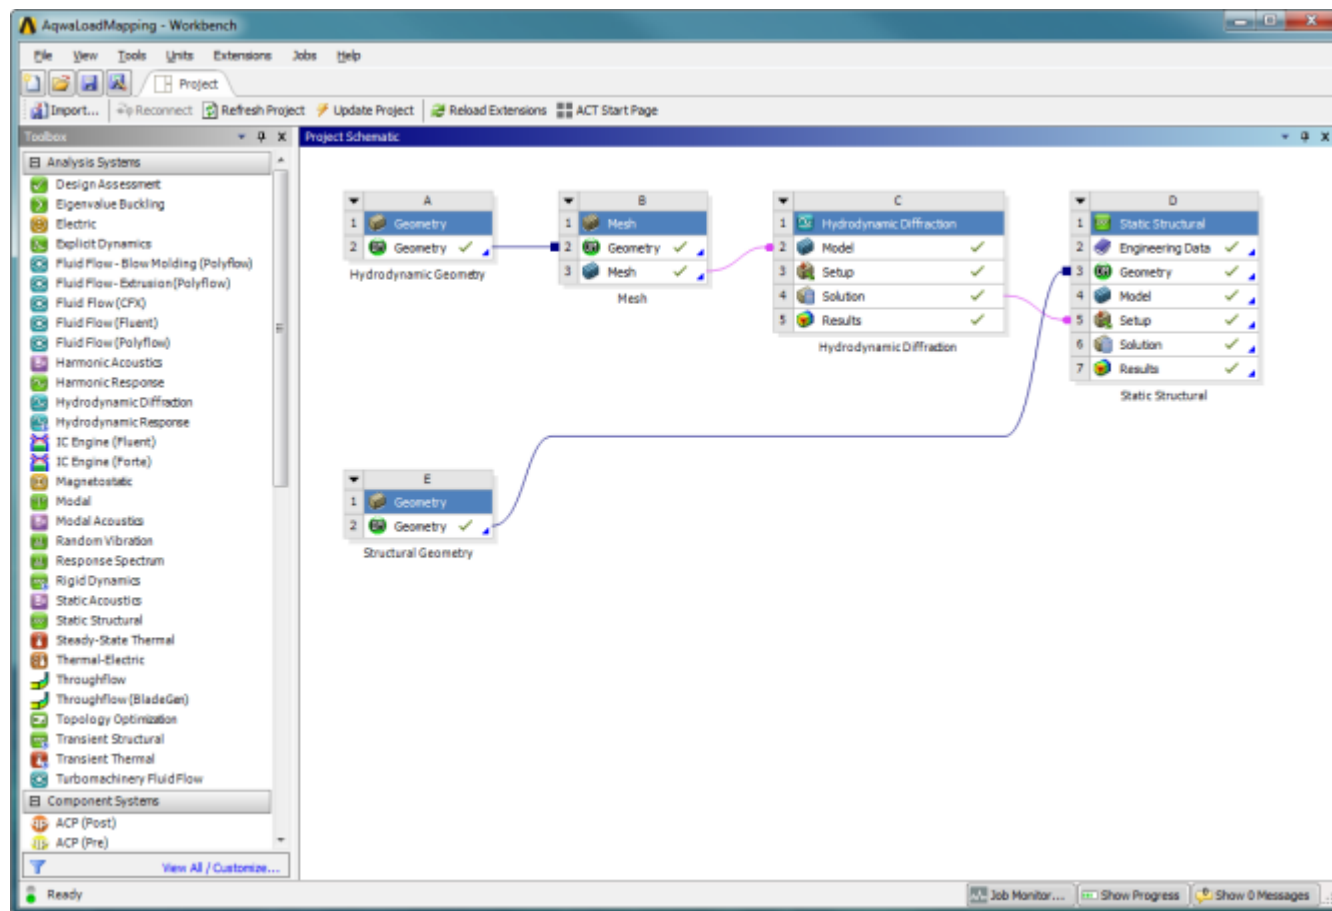 AqwaLoadMapping - Workbench
File View Tools Units Extensions Jobs Help
Project
Import... Reconnect Refresh Project Update Project Reload Extensions ACT Start Page
Toolbox
Project Schematic
Analysis Systems
Design Assessment
Eigenvalue Buckling
Electric
Explicit Dynamics
Fluid Flow - Blow Molding (Polyflow)
Fluid Flow - Extrusion (Polyflow)
Fluid Flow (CFX)
Fluid Flow (Fluent)
Fluid Flow (Polyflow)
Harmonic Acoustics
Harmonic Response
Hydrodynamic Diffraction
Hydrodynamic Response
IC Engine (Fluent)
IC Engine (Forte)
Magnetostatic
Modal
Modal Acoustics
Random Vibration
Response Spectrum
Rigid Dynamics
Static Acoustics
Static Structural
Steady-State Thermal
Thermal-Electric
Throughflow
Throughflow (BladeGen)
Topology Optimization
Transient Structural
Transient Thermal
Turbomachinery Fluid Flow
Component Systems
ACP (Post)
ACP (Pre)
View All / Customize...
A
1 Geometry
2 Geometry
Hydrodynamic Geometry
B
1 Mesh
2 Geometry
3 Mesh
Mesh
C
1 Hydrodynamic Diffraction
2 Model
3 Setup
4 Solution
5 Results
Hydrodynamic Diffraction
D
1 Static Structural
2 Engineering Data
3 Geometry
4 Model
5 Setup
6 Solution
7 Results
Static Structural
E
1 Geometry
2 Geometry
Structural Geometry
Ready
Job Monitor... Show Progress Show 0 Messages